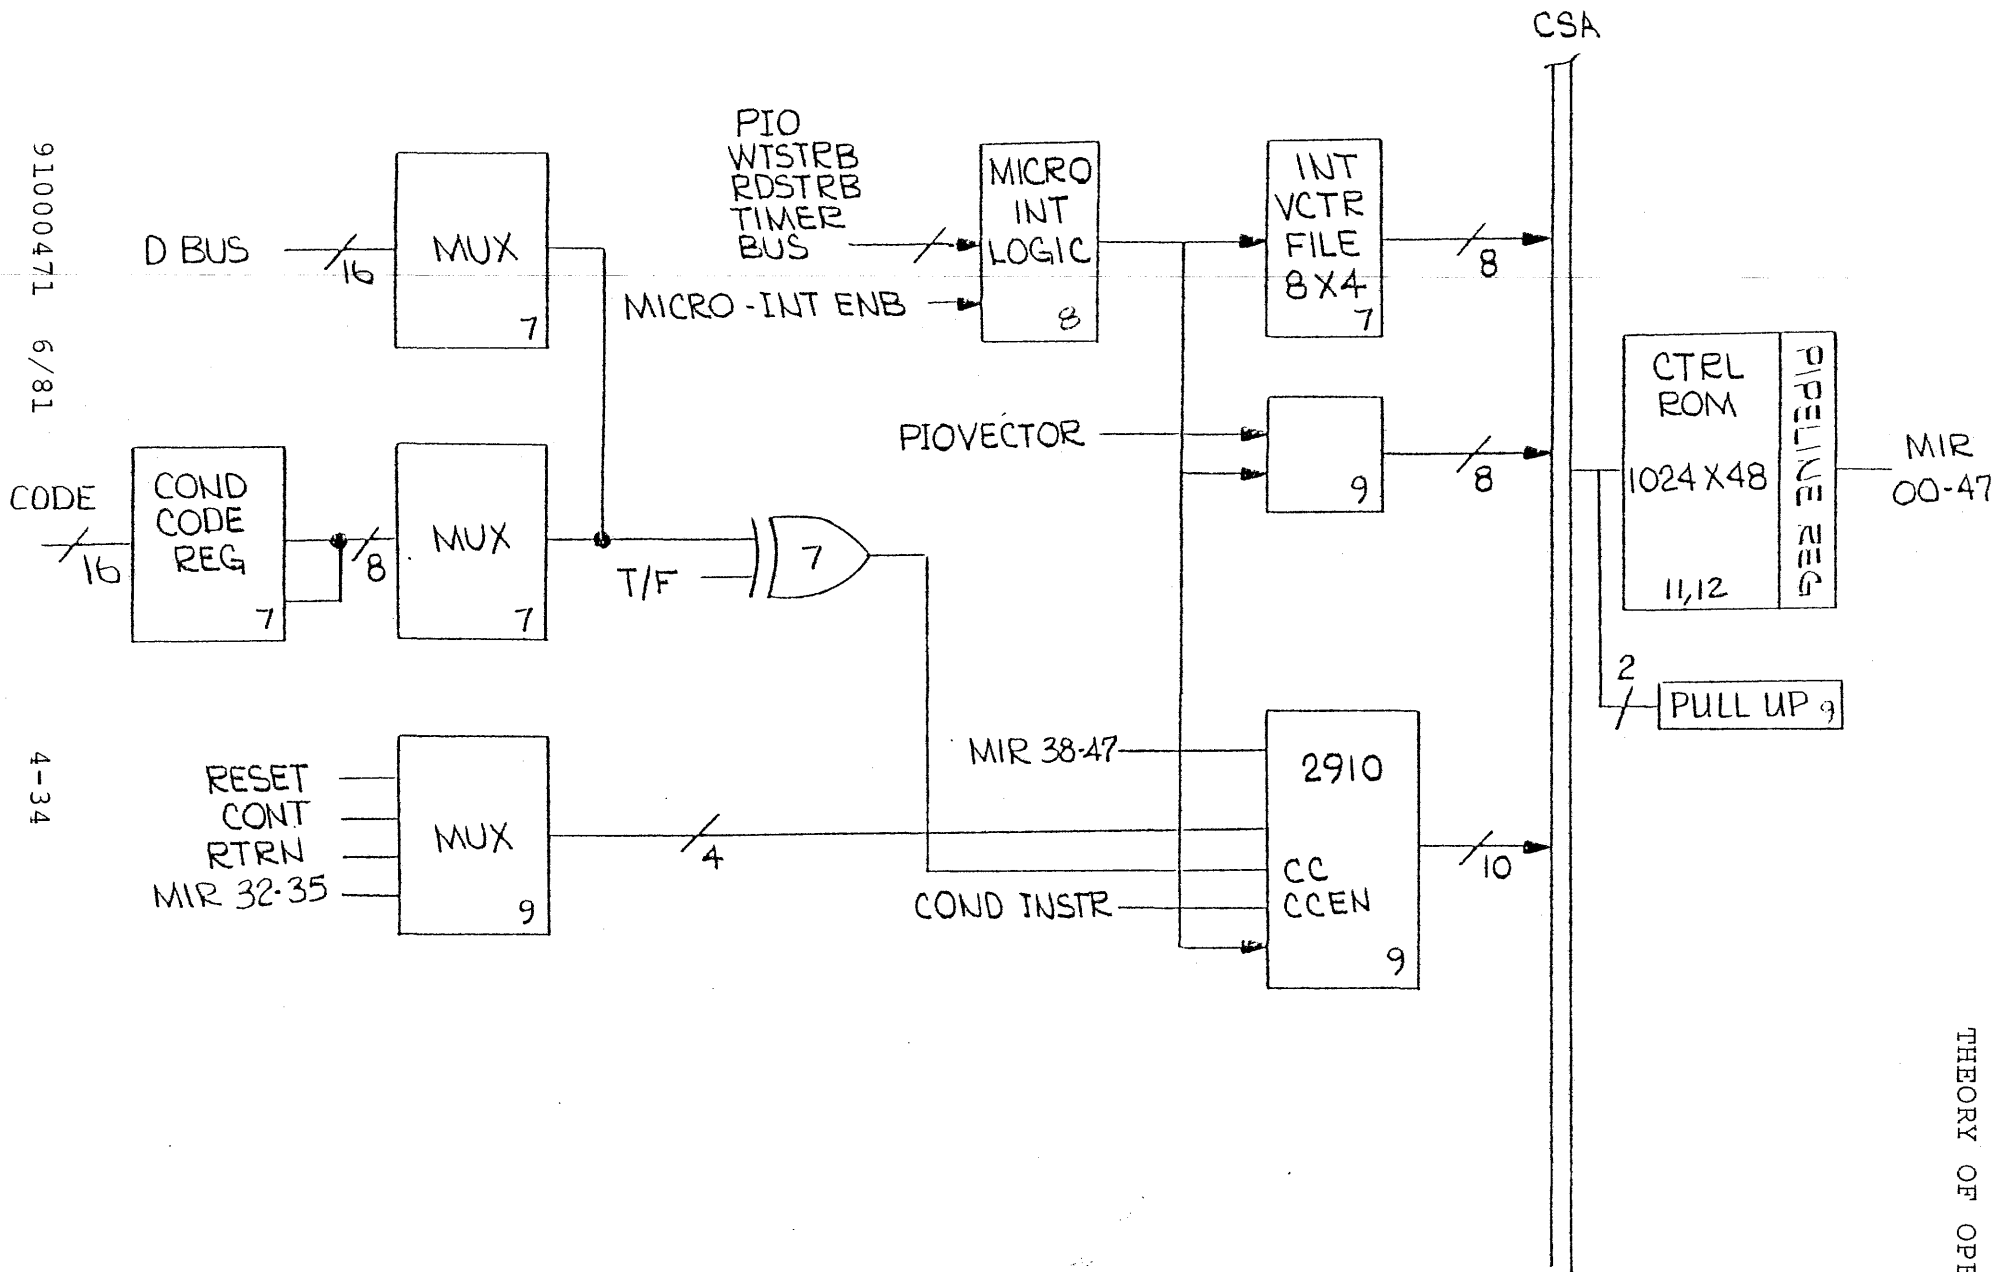 CSA
91000471 6/81
4-34
D BUS
16
MUX
7
PIO
WTSTRB
RDSTRB
TIMER
BUS
MICRO-INT ENB
MICRO
INT
LOGIC
8
INT
VCTR
FILE
8X4
7
8
CODE
16
COND
CODE
REG
7
8
MUX
7
T/F
7
PIOVECTOR
9
8
CTRL
ROM
1024X48
11,12
PIPELINE REG
MIR
00-47
2
PULL UP 9
RESET
CONT
RTRN
MIR 32-35
MUX
9
4
MIR 38-47
COND INSTR
2910
CC
CCEN
9
10
THEORY OF OPE